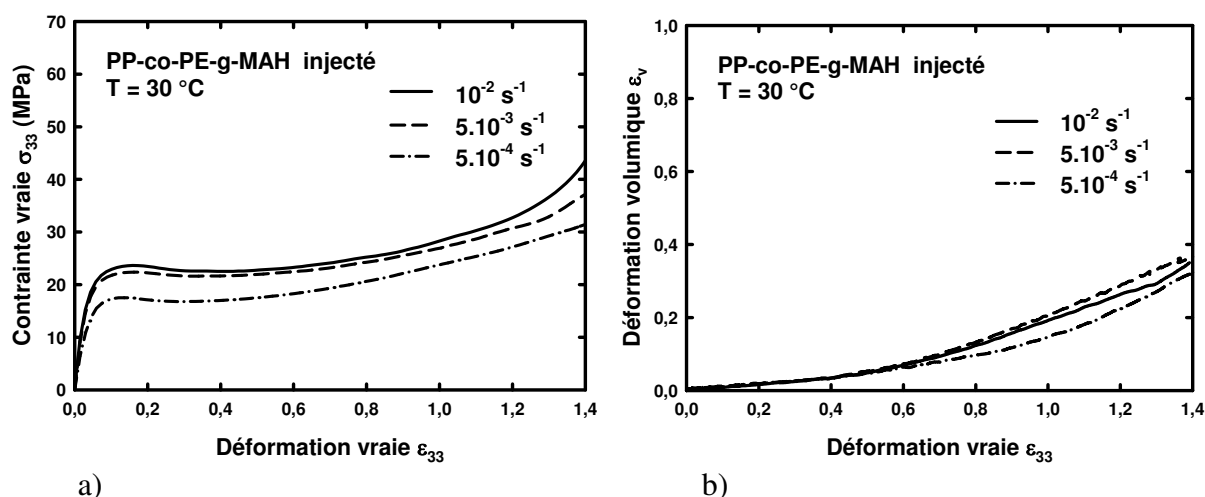 70
60
50
40
30
20
10
0
Contrainte vraie σ33 (MPa)
PP-co-PE-g-MAH injecté
T = 30 °C
10⁻² s⁻¹
5.10⁻³ s⁻¹
5.10⁻⁴ s⁻¹
0,0 0,2 0,4 0,6 0,8 1,0 1,2 1,4
Déformation vraie ε33
a)
1,0
0,8
0,6
0,4
0,2
0,0
Déformation volumique εv
PP-co-PE-g-MAH injecté
T = 30 °C
10⁻² s⁻¹
5.10⁻³ s⁻¹
5.10⁻⁴ s⁻¹
0,0 0,2 0,4 0,6 0,8 1,0 1,2 1,4
Déformation vraie ε33
b)